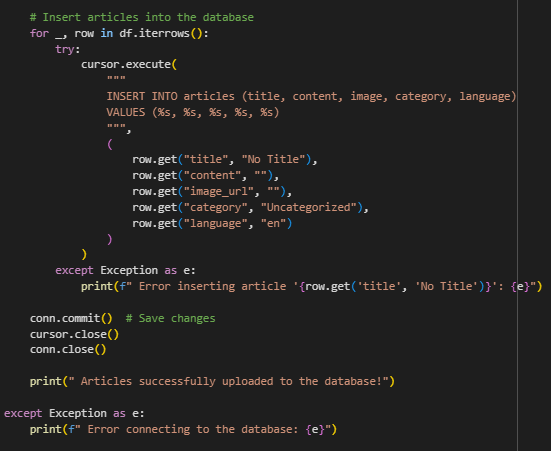 # Insert articles into the database
for _, row in df.iterrows():
try:
cursor.execute(
"""
INSERT INTO articles (title, content, image, category, language)
VALUES (%s, %s, %s, %s, %s)
""",
(
row.get("title", "No Title"),
row.get("content", ""),
row.get("image_url", ""),
row.get("category", "Uncategorized"),
row.get("language", "en")
)
)
except Exception as e:
print(f" Error inserting article '{row.get('title', 'No Title')}': {e}")
conn.commit()  # Save changes
cursor.close()
conn.close()
print(" Articles successfully uploaded to the database!")
except Exception as e:
print(f" Error connecting to the database: {e}")